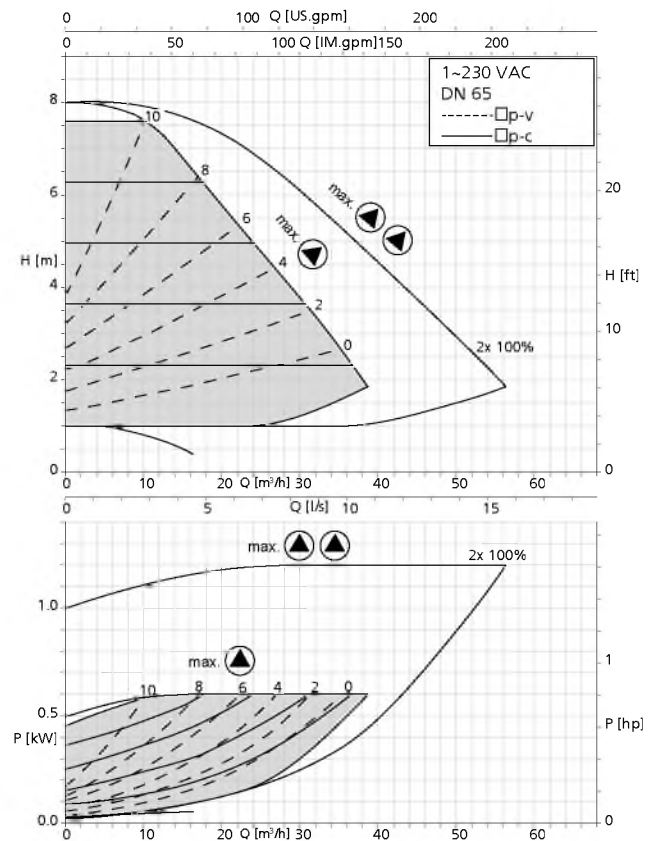 0 100 Q [US.gpm] 200
0 50 100 Q [IM.gpm] 150 200
1~230 VAC
DN 65
□p-v
□p-c
8
10
8
6
max.
max.
6
20
H [m]
4
4
H [ft]
2
10
0
2x 100%
2
0
0
0 10 20 Q [m³/h] 30 40 50 60
0 5 Q [l/s] 10 15
max.
2x 100%
1.0
max.
1
10 8 6 4 2 0
0.5
P [kW]
P [hp]
0.0
0
0 10 20 Q [m³/h] 30 40 50 60